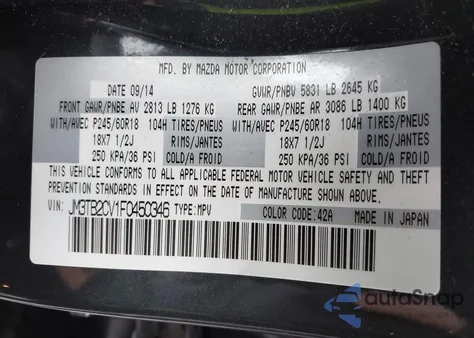 MFD. BY MAZDA MOTOR CORPORATION
DATE 09/14 GVWR/PNBV 5831 LB 2645 KG
FRONT GAWR/PNBE AV 2813 LB 1276 KG REAR GAWR/PNBE AR 3086 LB 1400 KG
WITH/AVEC P245/60R18 104H TIRES/PNEUS WITH/AVEC P245/60R18 104H TIRES/PNEUS
18X7 1/2J RIMS/JANTES 18X7 1/2J RIMS/JANTES
250 KPA/36 PSI COLD/A FROID 250 KPA/36 PSI COLD/A FROID
THIS VEHICLE CONFORMS TO ALL APPLICABLE FEDERAL MOTOR VEHICLE SAFETY AND THEFT
PREVENTION STANDARDS IN EFFECT ON THE DATE OF MANUFACTURE SHOWN ABOVE.
VIN: JM3TB2CV1F0450346 TYPE:MPV COLOR CODE:42A MADE IN JAPAN
autoSnap